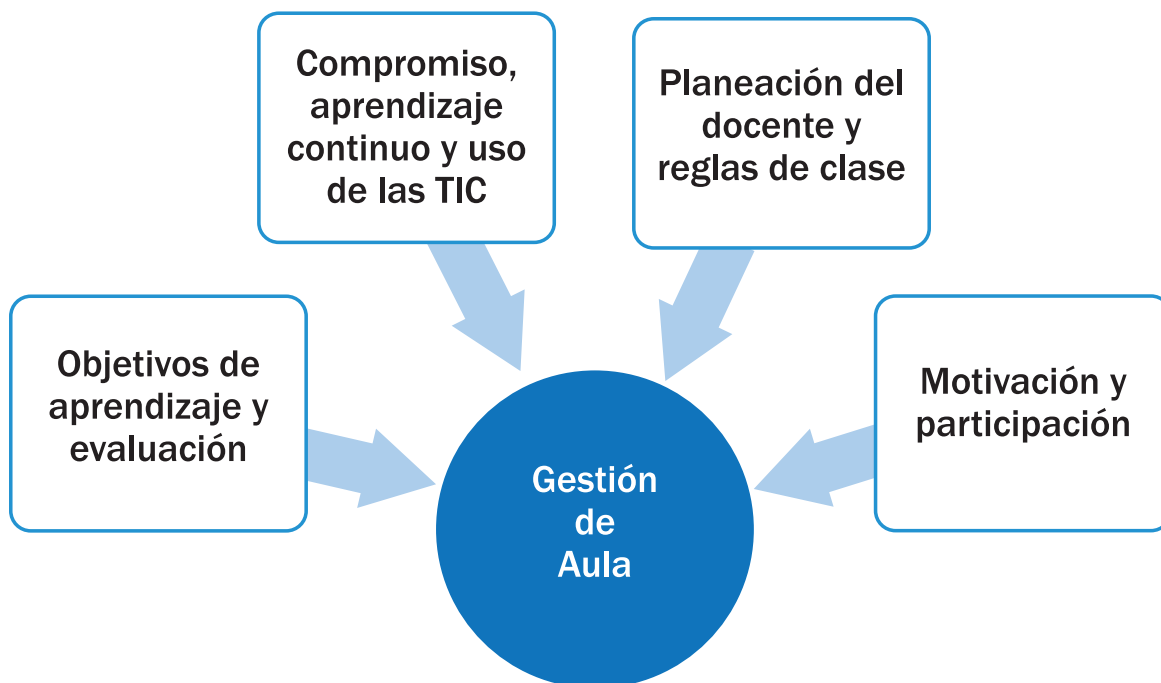 Compromiso,
aprendizaje
continuo y uso
de las TIC
Planeación del
docente y
reglas de clase
Objetivos de
aprendizaje y
evaluación
Motivación y
participación
Gestión
de
Aula